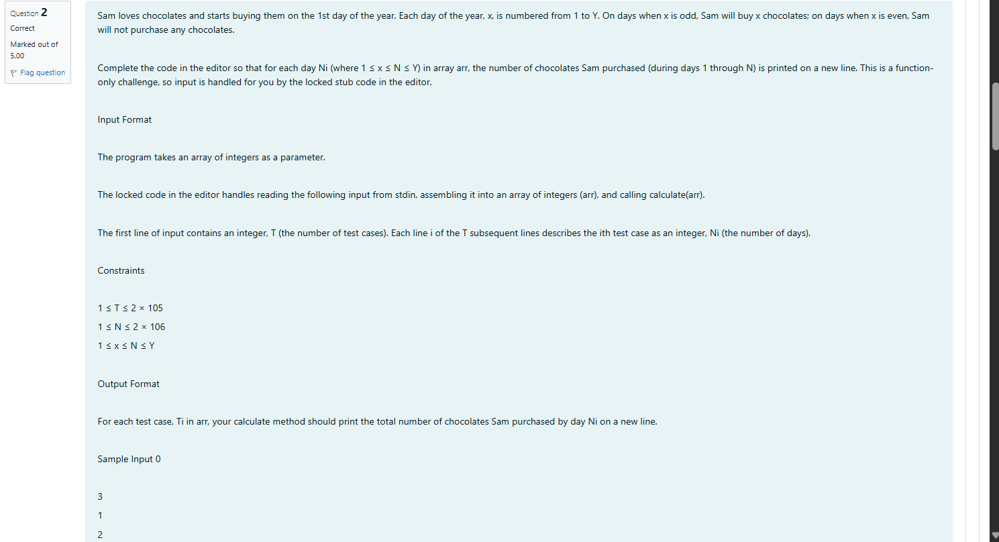 Question 2
Correct
Marked out of
5.00
Flag question
Sam loves chocolates and starts buying them on the 1st day of the year. Each day of the year, x, is numbered from 1 to Y. On days when x is odd, Sam will buy x chocolates; on days when x is even, Sam
will not purchase any chocolates.
Complete the code in the editor so that for each day Ni (where 1 ≤ x ≤ N ≤ Y) in array arr, the number of chocolates Sam purchased (during days 1 through N) is printed on a new line. This is a function-
only challenge, so input is handled for you by the locked stub code in the editor.
Input Format
The program takes an array of integers as a parameter.
The locked code in the editor handles reading the following input from stdin, assembling it into an array of integers (arr), and calling calculate(arr).
The first line of input contains an integer, T (the number of test cases). Each line i of the T subsequent lines describes the ith test case as an integer, Ni (the number of days).
Constraints
1 ≤ T ≤ 2 × 105
1 ≤ N ≤ 2 × 106
1 ≤ x ≤ N ≤ Y
Output Format
For each test case, Ti in arr, your calculate method should print the total number of chocolates Sam purchased by day Ni on a new line.
Sample Input 0
3
1
2